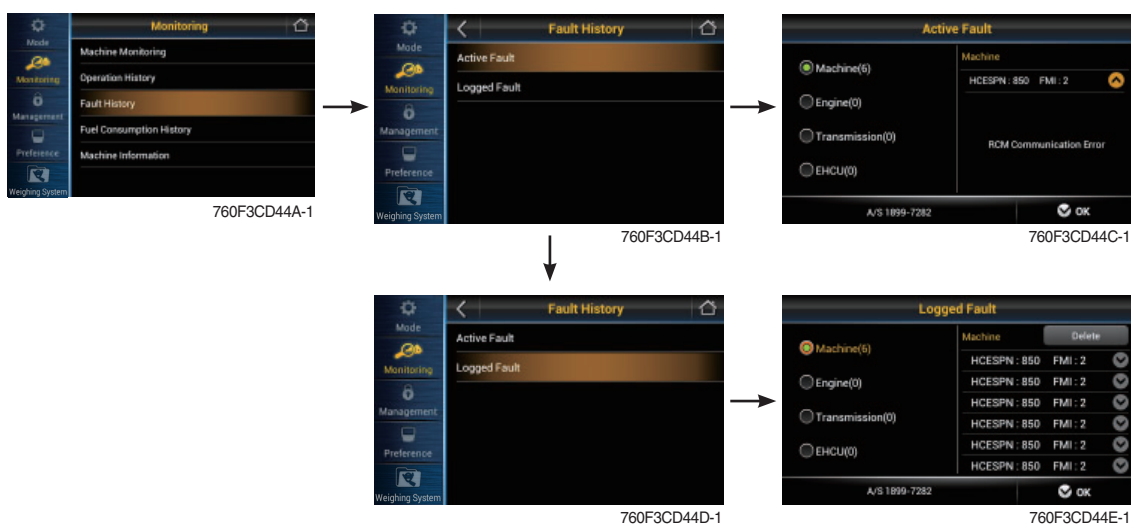 Monitoring
Mode
Monitoring
Management
Preference
Weighing System
Machine Monitoring
Operation History
Fault History
Fuel Consumption History
Machine Information
760F3CD44A-1
Fault History
Mode
Monitoring
Management
Preference
Weighing System
Active Fault
Logged Fault
760F3CD44B-1
Active Fault
Machine(6)
Engine(0)
Transmission(0)
EHCU(0)
Machine
HCESPN : 850 FMI : 2
RCM Communication Error
A/S 1899-7282
OK
760F3CD44C-1
Fault History
Mode
Monitoring
Management
Preference
Weighing System
Active Fault
Logged Fault
760F3CD44D-1
Logged Fault
Machine(6)
Engine(0)
Transmission(0)
EHCU(0)
Machine
Delete
HCESPN : 850 FMI : 2
HCESPN : 850 FMI : 2
HCESPN : 850 FMI : 2
HCESPN : 850 FMI : 2
HCESPN : 850 FMI : 2
HCESPN : 850 FMI : 2
A/S 1899-7282
OK
760F3CD44E-1